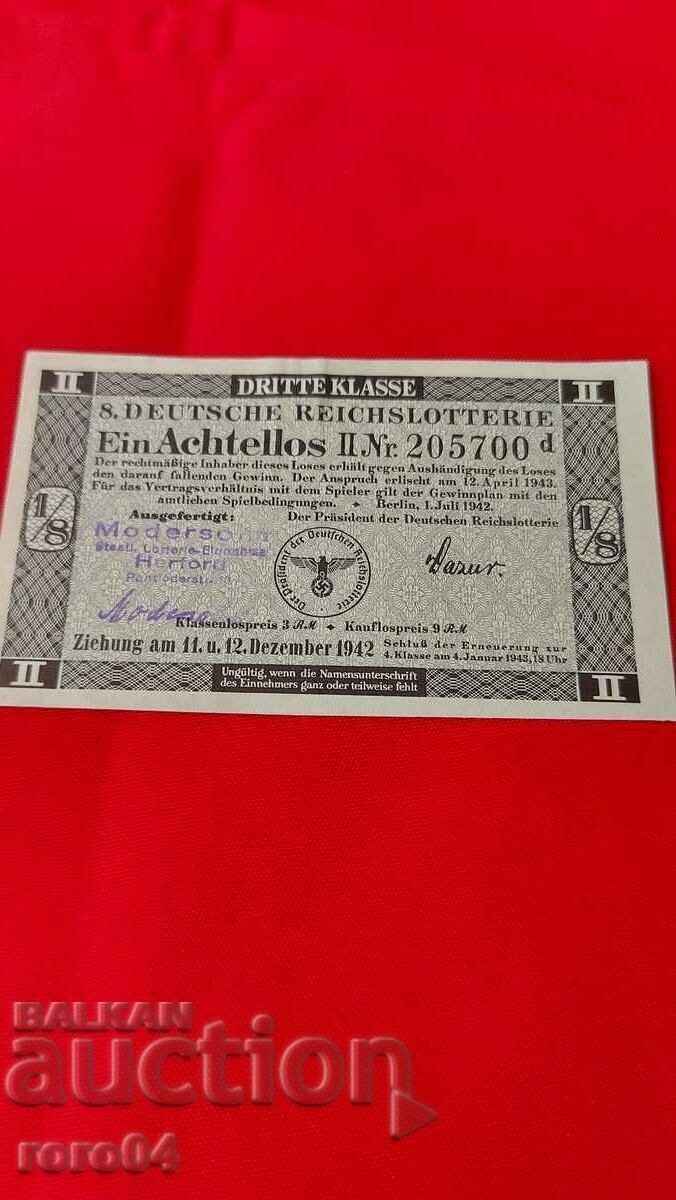 II DRITTE KLASSE II
8. DEUTSCHE REICHSLOTTERIE
Ein Achtellos II Nr. 205700 d
Der rechtmäßige Inhaber dieses Loses erhält gegen Aushändigung des Loses
den darauf fallenden Gewinn. Der Anspruch erlischt am 12. April 1943.
Für das Vertragsverhältnis mit dem Spieler gilt der Gewinnplan mit den
amtlichen Spielbedingungen. ✦ Berlin, 1. Juli 1942.
1/8
1/8
Ausgefertigt: Der Präsident der Deutschen Reichslotterie
Staatl. Lotterie-Einnahme
Herford
Der Präsident der Deutschen Reichslotterie
Klassenlospreis 3 RM ✦ Kauflospreis 9 RM
Ziehung am 11. u. 12. Dezember 1942
Schluß der Erneuerung zur
4. Klasse am 4. Januar 1943, 18 Uhr
II
Ungültig, wenn die Namensunterschrift
des Einnehmers ganz oder teilweise fehlt
II
BALKAN
auction
roro04